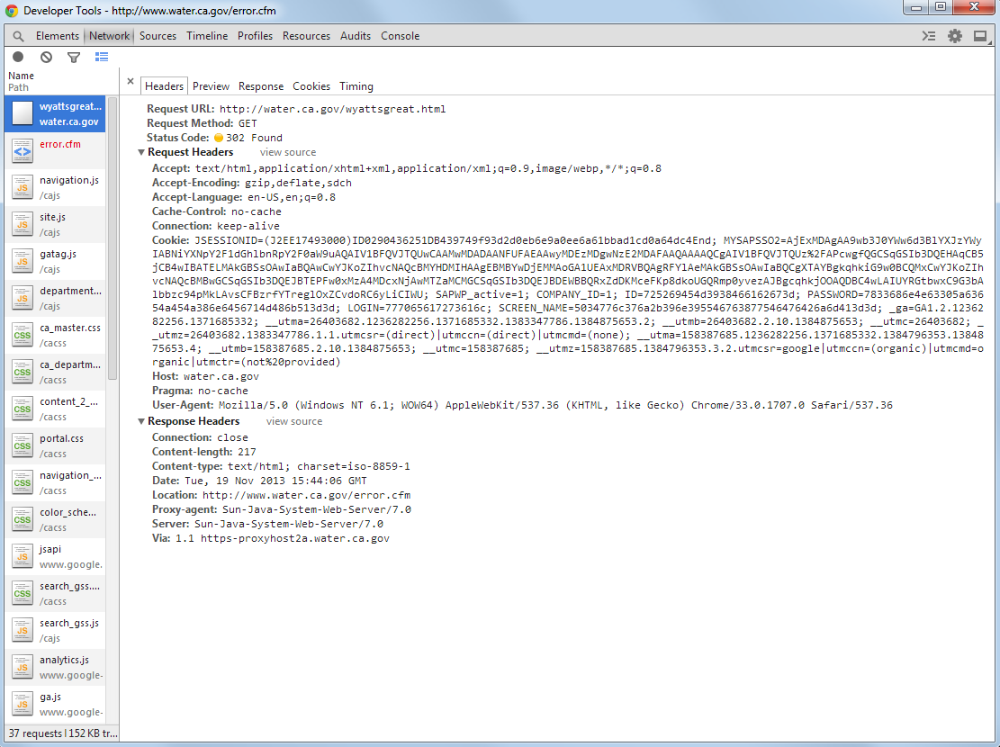 Developer Tools - http://www.water.ca.gov/error.cfm
Elements Network Sources Timeline Profiles Resources Audits Console
Name
Path
Headers Preview Response Cookies Timing
wyattsgreat...
water.ca.gov
error.cfm
navigation.js
/cajs
site.js
/cajs
gatag.js
/cajs
department...
/cajs
ca_master.css
/cacss
ca_departm...
/cacss
content_2_...
/cacss
portal.css
/cacss
navigation_...
/cacss
color_sche...
/cacss
jsapi
www.google.
search_gss....
/cacss
search_gss.js
/cajs
analytics.js
www.google-
ga.js
www.google-
37 requests | 152 KB tr...
Request URL: http://water.ca.gov/wyattsgreat.html
Request Method: GET
Status Code: 302 Found
Request Headers view source
Accept: text/html,application/xhtml+xml,application/xml;q=0.9,image/webp,*/*;q=0.8
Accept-Encoding: gzip,deflate,sdch
Accept-Language: en-US,en;q=0.8
Cache-Control: no-cache
Connection: keep-alive
Cookie: JSESSIONID=(J2EE17493000)ID0290436251DB439749f93d2d0eb6e9a0ee6a61bbad1cd0a64dc4End;
SAPWP_active=1; COMPANY_ID=1; ID=725269454d3938466162673d; PASSWORD=7833686e4e63305a635
54a454a386e6456714d486b513d3d; LOGIN=777065617273616c;
_ga=GA1.2.1236
282256.1371685332; __utma=26403682.1236282256.1371685332.1383347786.1384875653.2; __utmb=26403682.2.10.1384875653; __utmc=26403682; _
_utmz=26403682.1383347786.1.1.utmcsr=(direct)|utmccn=(direct)|utmcmd=(none); __utma=158387685.1236282256.1371685332.1384796353.13848
75653.4; __utmb=158387685.2.10.1384875653; __utmc=158387685; __utmz=158387685.1384796353.3.2.utmcsr=google|utmccn=(organic)|utmcmd=o
rganic|utmctr=(not%20provided)
Host: water.ca.gov
Pragma: no-cache
User-Agent: Mozilla/5.0 (Windows NT 6.1; WOW64) AppleWebKit/537.36 (KHTML, like Gecko) Chrome/33.0.1707.0 Safari/537.36
Response Headers view source
Connection: close
Content-length: 217
Content-type: text/html; charset=iso-8859-1
Date: Tue, 19 Nov 2013 15:44:06 GMT
Location: http://www.water.ca.gov/error.cfm
Proxy-agent: Sun-Java-System-Web-Server/7.0
Server: Sun-Java-System-Web-Server/7.0
Via: 1.1 https-proxyhost2a.water.ca.gov